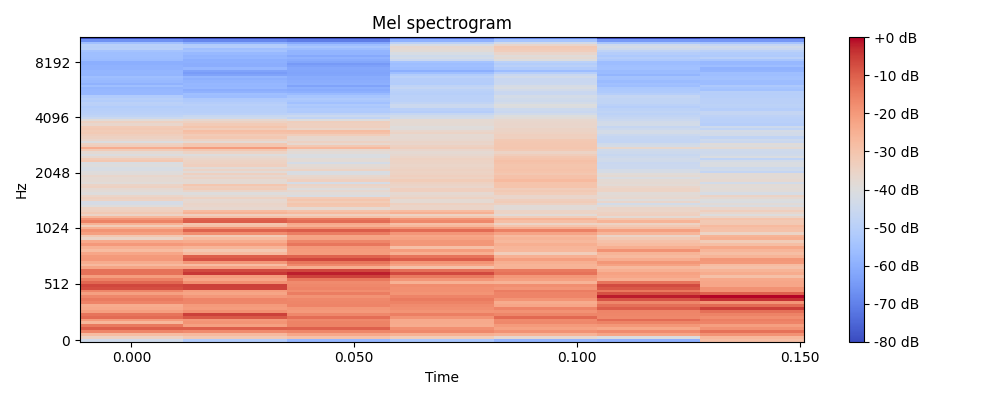 Mel spectrogram
+0 dB
8192
-10 dB
4096
-20 dB
-30 dB
2048
Hz
-40 dB
1024
-50 dB
512
-60 dB
-70 dB
0
-80 dB
0.000
0.050
0.100
0.150
Time